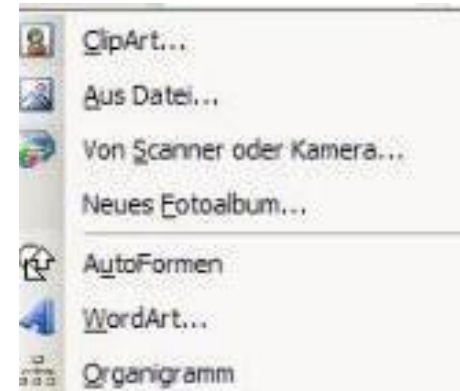 ClipArt...
Aus Datei...
Von Scanner oder Kamera...
Neues Fotoalbum...
AutoFormen
WordArt...
Organigramm